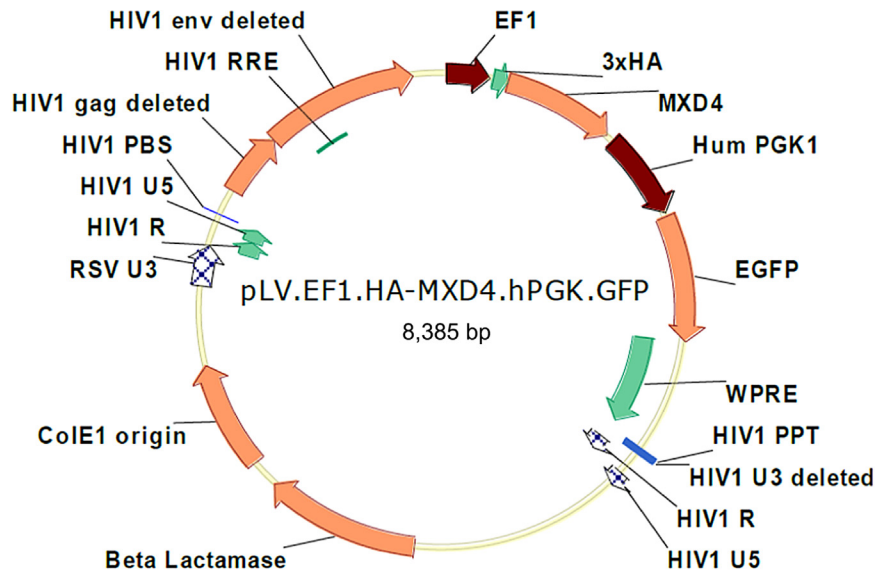 HIV1 env deleted
EF1
HIV1 RRE
3xHA
HIV1 gag deleted
MXD4
HIV1 PBS
Hum PGK1
HIV1 U5
HIV1 R
RSV U3
EGFP
pLV.EF1.HA-MXD4.hPGK.GFP
8,385 bp
WPRE
ColE1 origin
HIV1 PPT
HIV1 U3 deleted
HIV1 R
Beta Lactamase
HIV1 U5